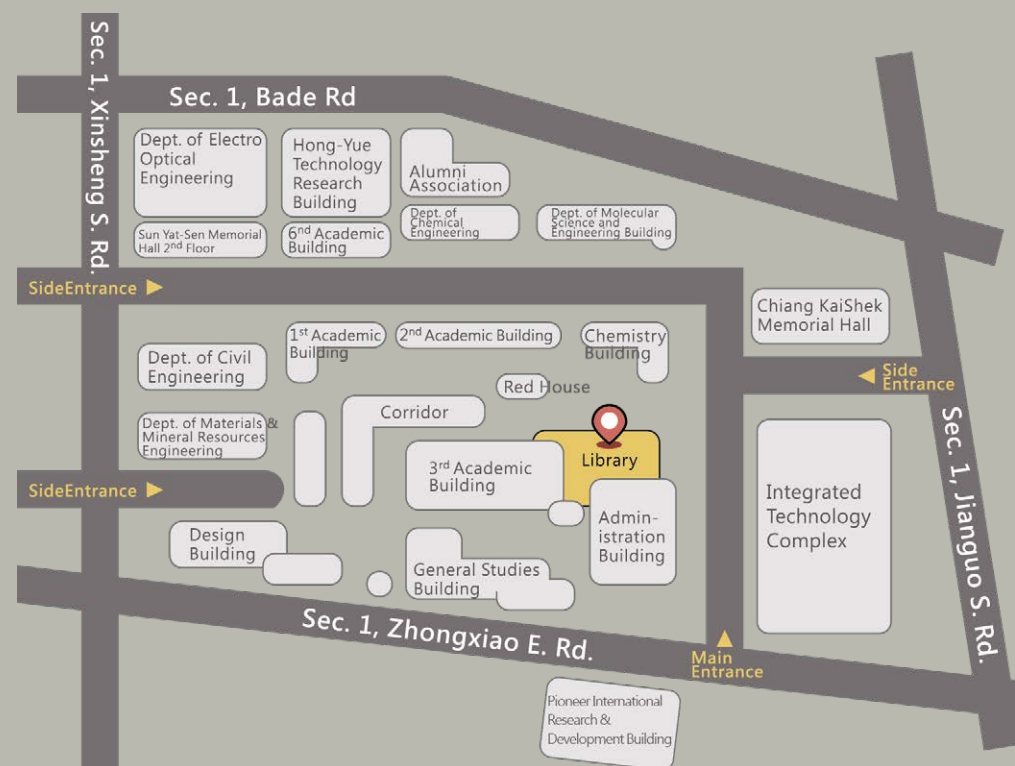 Sec. 1, Xinsheng S. Rd.
Sec. 1, Bade Rd
Dept. of Electro
Optical
Engineering
Hong-Yue
Technology
Research
Building
Alumni
Association
Sun Yat-Sen Memorial
Hall 2nd Floor
6nd Academic
Building
Dept. of
Chemical
Engineering
Dept. of Molecular
Science and
Engineering Building
SideEntrance
Chiang KaiShek
Memorial Hall
1st Academic
Building
2nd Academic Building
Chemistry
Building
Dept. of Civil
Engineering
Red House
Side
Entrance
Corridor
Dept. of Materials &
Mineral Resources
Engineering
3rd Academic
Building
Library
SideEntrance
Integrated
Technology
Complex
Sec. 1, Jianguo S. Rd.
Admin-
istration
Building
Design
Building
General Studies
Building
Sec. 1, Zhongxiao E. Rd.
Main
Entrance
Pioneer International
Research &
Development Building